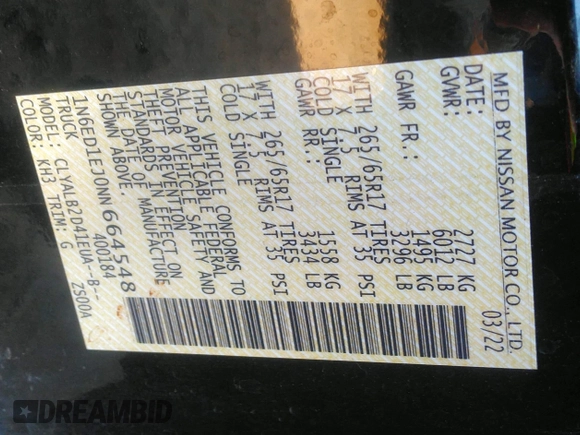 MFD BY NISSAN MOTOR CO., LTD.
DATE: 03/22
GVWR: 2727 KG
6012 LB
GAWR FR.: 1495 KG
3296 LB
WITH 265/65R17 TIRES
17 X 7.5 RIMS AT 35 PSI
COLD SINGLE
GAWR RR.: 1558 KG
3434 LB
WITH 265/65R17 TIRES
17 X 7.5 RIMS AT 35 PSI
COLD SINGLE
THIS VEHICLE CONFORMS TO
ALL APPLICABLE FEDERAL
MOTOR VEHICLE SAFETY AND
THEFT PREVENTION
STANDARDS IN EFFECT ON
THE DATE OF MANUFACTURE
SHOWN ABOVE.
400184
1N6ED1EJ0NN664548
TRUCK
MODEL: CLYALB2D41EUA--B--
COLOR: KH3 TRIM: G ZS00A
DREAMBID